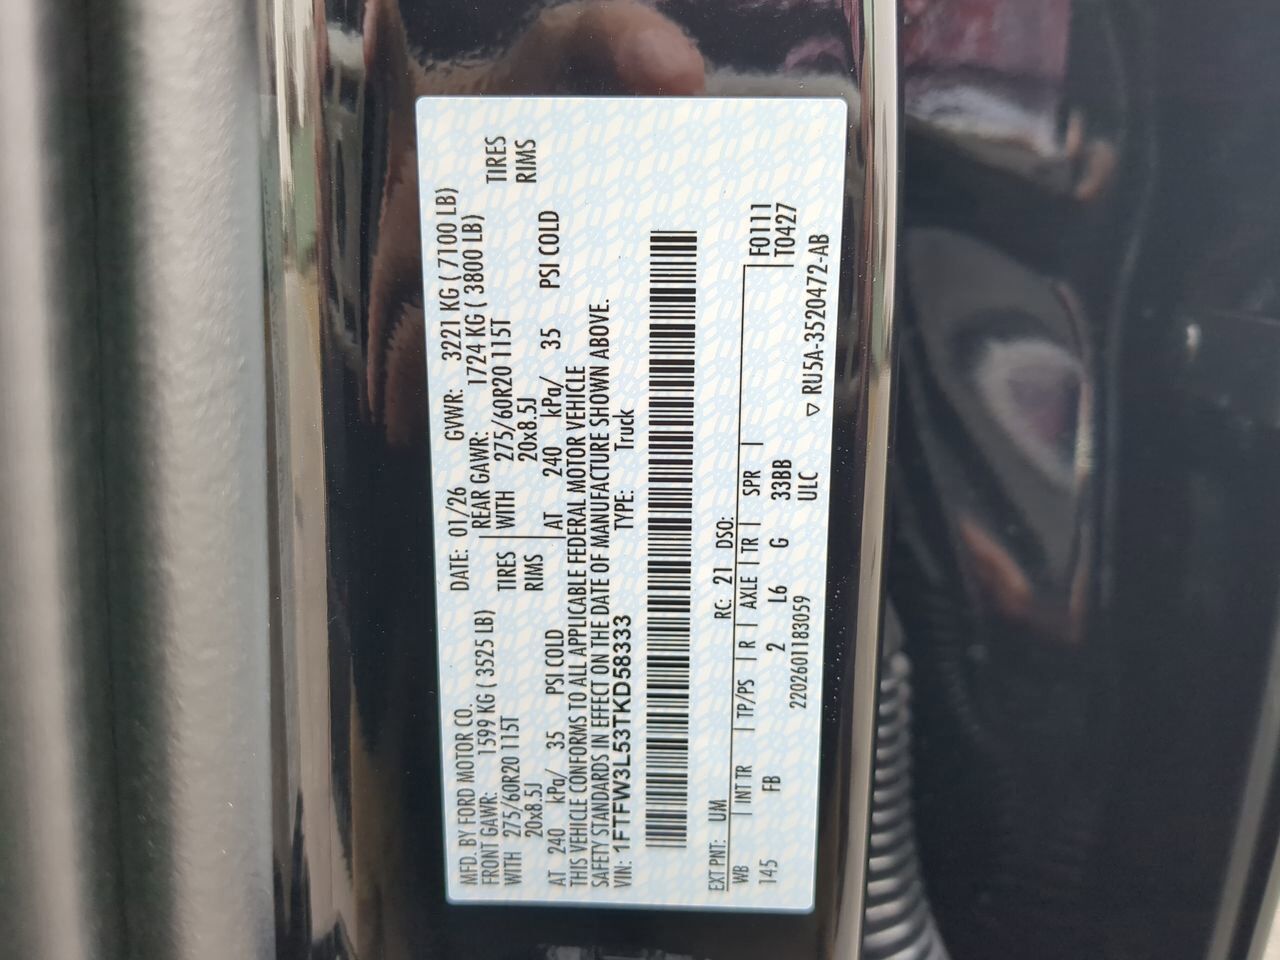 MFD. BY FORD MOTOR CO. DATE: 01/26 GVWR: 3221 KG ( 7100 LB)
FRONT GAWR: 1599 KG ( 3525 LB) REAR GAWR: 1724 KG ( 3800 LB)
WITH 275/60R20 115T TIRES WITH 275/60R20 115T TIRES
20x8.5J RIMS 20x8.5J RIMS
AT 240 kPa/ 35 PSI COLD AT 240 kPa/ 35 PSI COLD
THIS VEHICLE CONFORMS TO ALL APPLICABLE FEDERAL MOTOR VEHICLE
SAFETY STANDARDS IN EFFECT ON THE DATE OF MANUFACTURE SHOWN ABOVE.
VIN: 1FTFW3L53TKD58333 TYPE: Truck
EXT PNT: UM RC: 21 DSO:
WB INT TR TP/PS R AXLE TR SPR F0111
145 FB 2 L6 G 33BB T0427
2202601183059 ULC
▽ RU5A-3520472-AB